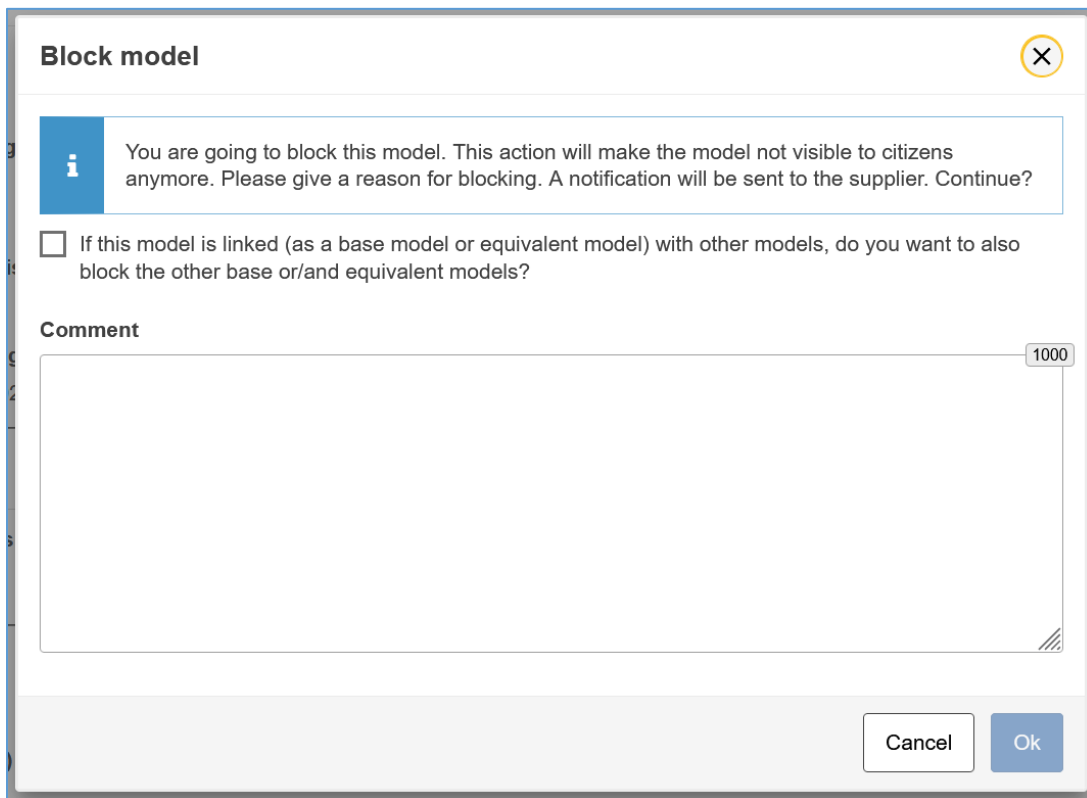 Block model
You are going to block this model. This action will make the model not visible to citizens
anymore. Please give a reason for blocking. A notification will be sent to the supplier. Continue?
If this model is linked (as a base model or equivalent model) with other models, do you want to also
block the other base or/and equivalent models?
Comment
1000
Cancel
Ok